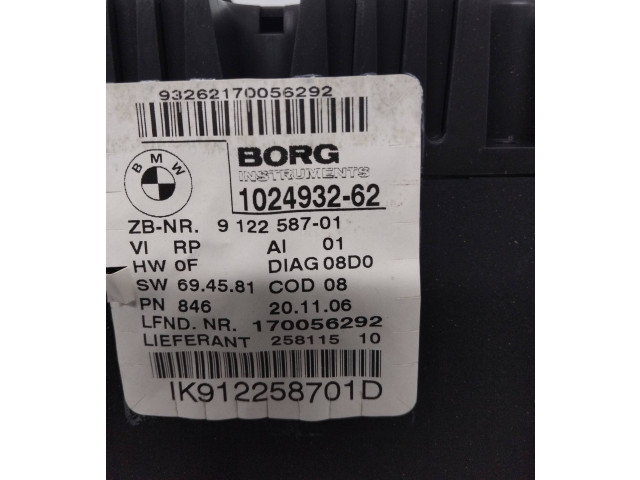 93262170056292
BMW
BORG
INSTRUMENTS
1024932-62
ZB-NR. 9 122 587-01
VI RP AI 01
HW 0F DIAG 08D0
SW 69.45.81 COD 08
PN 846 20.11.06
LFND. NR. 170056292
LIEFERANT 258115 10
IK912258701D